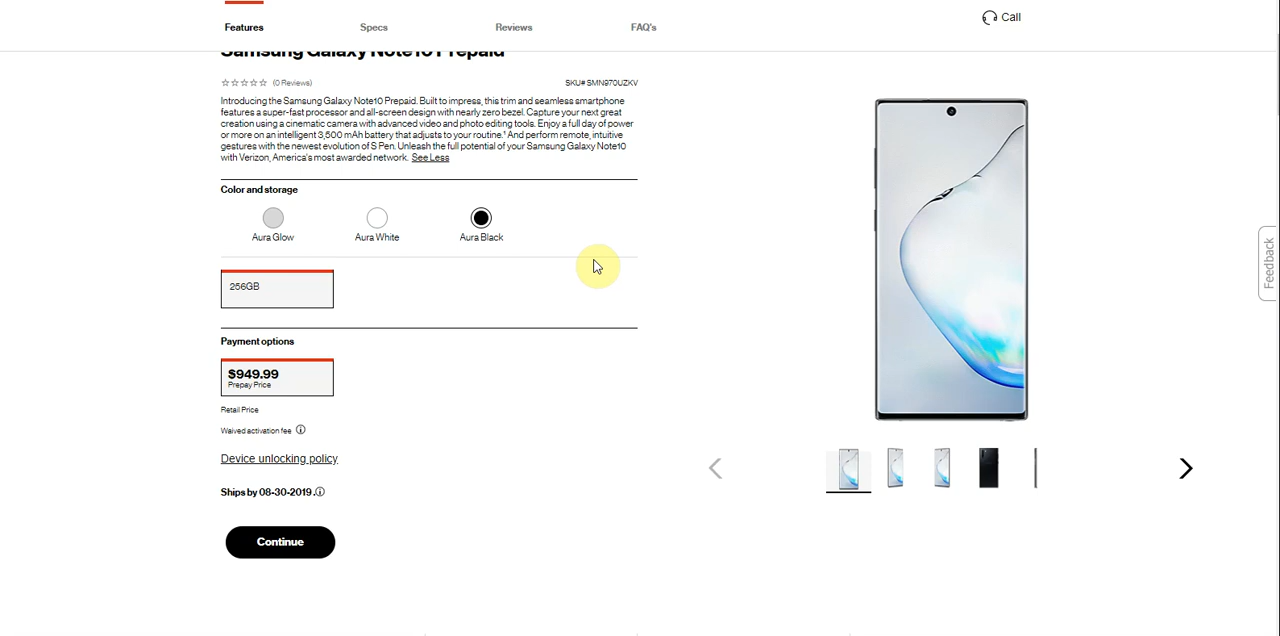 Features
Specs
Reviews
FAQ's
Call
Samsung Galaxy Note10 Prepaid
(0 Reviews)
SKU# SMN970UZKV
Introducing the Samsung Galaxy Note10 Prepaid. Built to impress, this trim and seamless smartphone
features a super-fast processor and all-screen design with nearly zero bezel. Capture your next great
creation using a cinematic camera with advanced video and photo editing tools. Enjoy a full day of power
or more on an intelligent 3,500 mAh battery that adjusts to your routine.¹ And perform remote, intuitive
gestures with the newest evolution of S Pen. Unleash the full potential of your Samsung Galaxy Note10
with Verizon, America's most awarded network. See Less
Color and storage
Aura Glow
Aura White
Aura Black
256GB
Payment options
$949.99
Prepay Price
Retail Price
Waived activation fee
Device unlocking policy
Ships by 08-30-2019.
Continue
Feedback